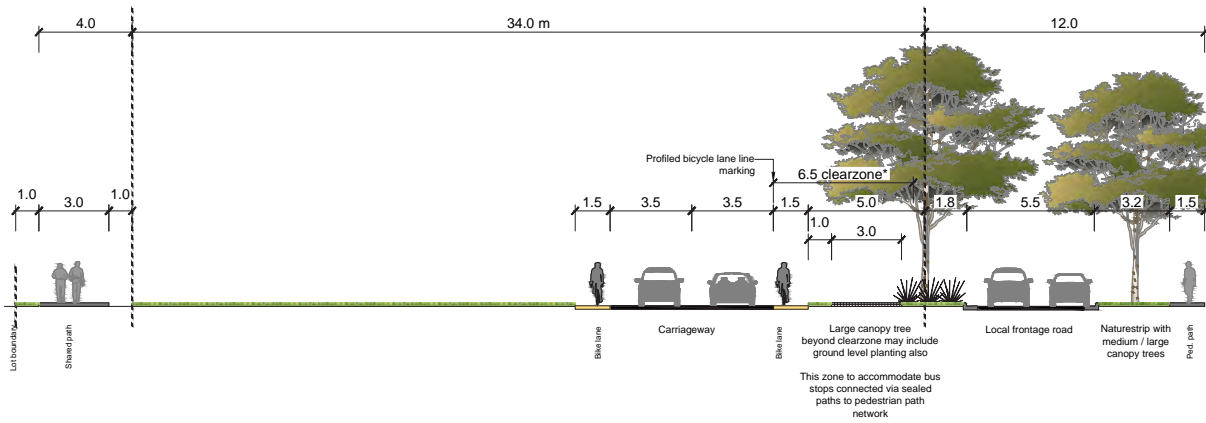 4.0
34.0 m
12.0
Profiled bicycle lane line
marking
6.5 clearzone*
1.0
3.0
1.0
1.5
3.5
3.5
1.5
5.0
1.8
5.5
3.2
1.5
1.0
3.0
Lot boundary
Shared path
Bike lane
Carriageway
Bike lane
Large canopy tree
beyond clearzone may include
ground level planting also
This zone to accommodate bus
stops connected via sealed
paths to pedestrian path
network
Local frontage road
Naturestrip with
medium / large
canopy trees
Ped. path